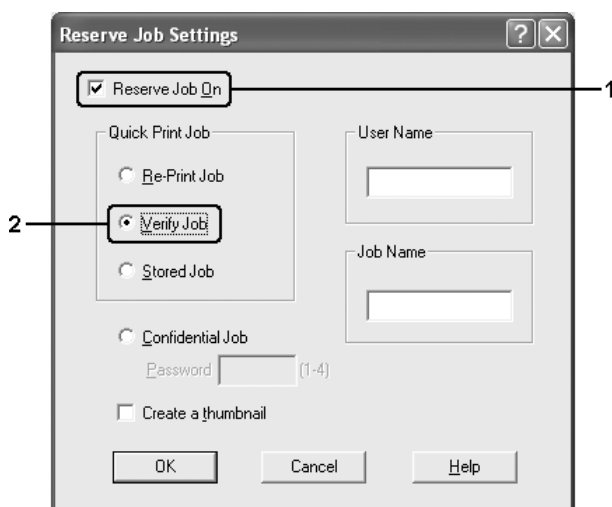 Reserve Job Settings
Reserve Job On
1
Quick Print Job
User Name
Re-Print Job
2
Verify Job
Job Name
Stored Job
Confidential Job
Password (1-4)
Create a thumbnail
OK Cancel Help